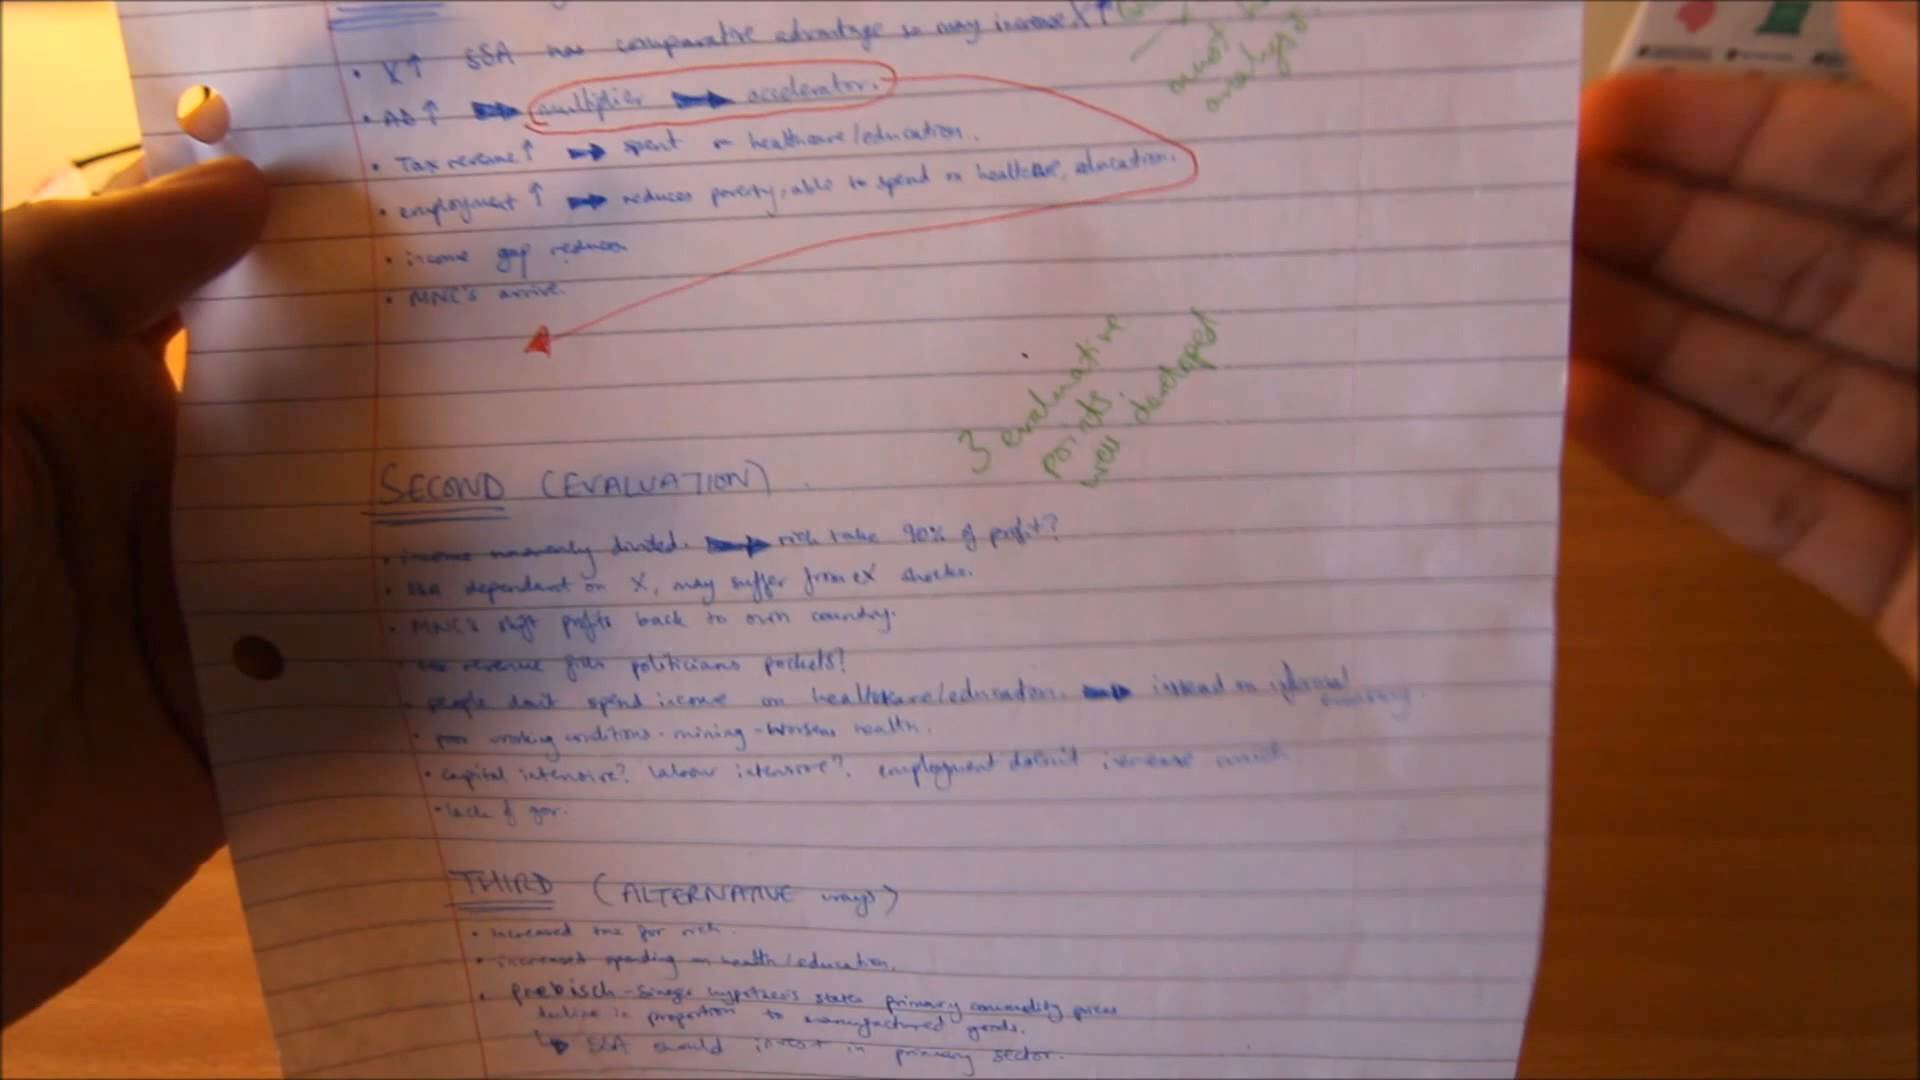 • X↑ SSA has comparative advantage so may increase X↑
must
analyse
• AD↑ → multiplier → accelerator.
• Tax revenue↑ → spent on healthcare/education.
• employment ↑ → reduces poverty, able to spend on healthcare, education.
• income gap reduces.
• MNC's arrive.
3 evaluative
points.
well developed
SECOND (EVALUATION)
• income unevenly divided. → rich take 90% of profit?
• SSA dependant on X, may suffer from ex shocks.
• MNC's shift profits back to own country.
• tax revenue fills politicians pockets?
• people don't spend income on healthcare/education. → instead on informal
• poor working conditions - mining - worsens health.
• capital intensive? labour intensive?. employment doesn't increase much
• lack of gov.
THIRD (ALTERNATIVE ways)
• increased tax for rich.
• increased spending on health/education.
• Prebisch-Singer hypothesis states primary commodity prices
decline in proportion to manufactured goods.
↳ SSA should invest in primary sector.